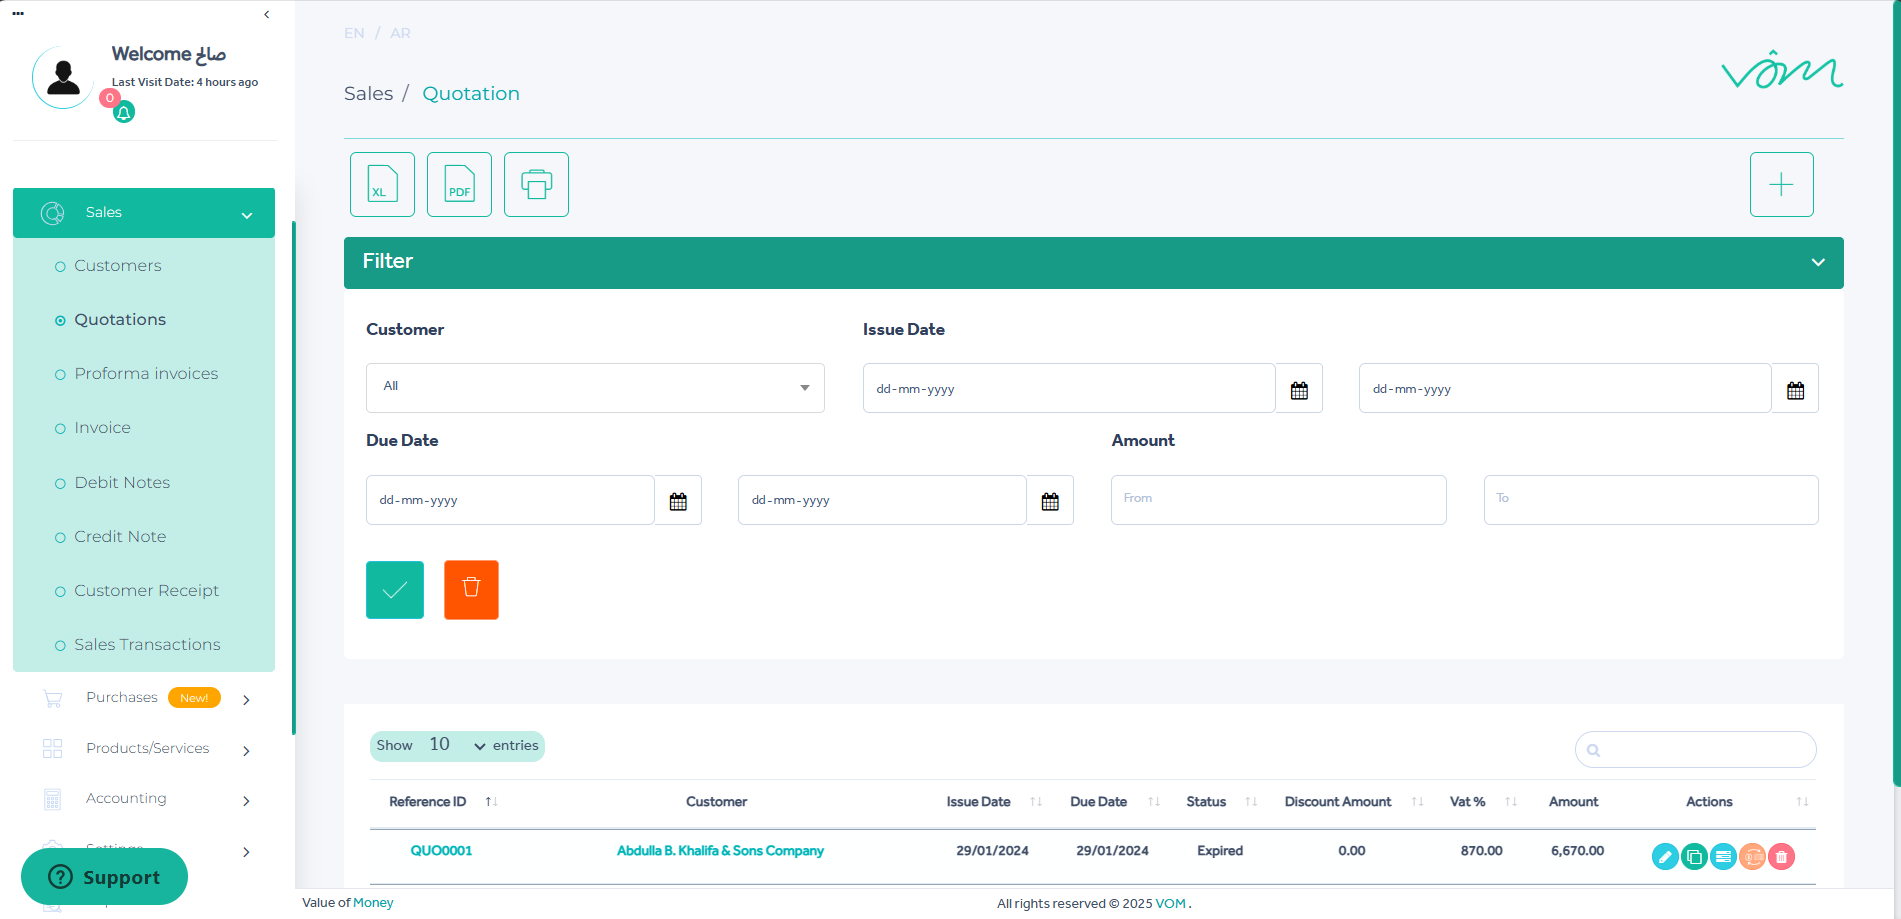 Welcome صالح
Last Visit Date: 4 hours ago
0
Sales
Customers
Quotations
Proforma invoices
Invoice
Debit Notes
Credit Note
Customer Receipt
Sales Transactions
Purchases New!
Products/Services
Accounting
Settings
Support
EN / AR
Sales / Quotation
vôm
XL
PDF
Filter
Customer
Issue Date
All
dd-mm-yyyy
dd-mm-yyyy
Due Date
Amount
dd-mm-yyyy
dd-mm-yyyy
From
To
Show 10 entries
Reference ID Customer Issue Date Due Date Status Discount Amount Vat % Amount Actions
QUO0001 Abdulla B. Khalifa & Sons Company 29/01/2024 29/01/2024 Expired 0.00 870.00 6,670.00
Value of Money
All rights reserved © 2025 VOM .